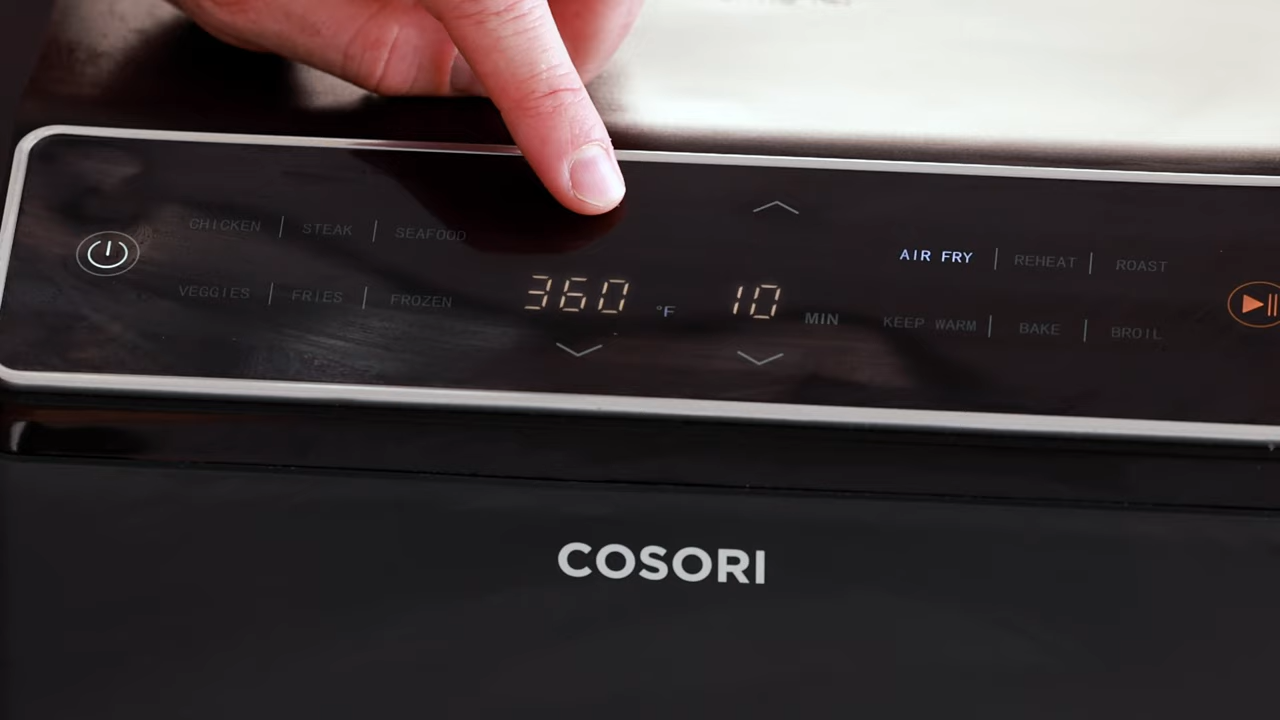 CHICKEN | STEAK | SEAFOOD
AIR FRY | REHEAT | ROAST
VEGGIES | FRIES | FROZEN
360 °F
10 MIN
KEEP WARM | BAKE | BROIL
COSORI